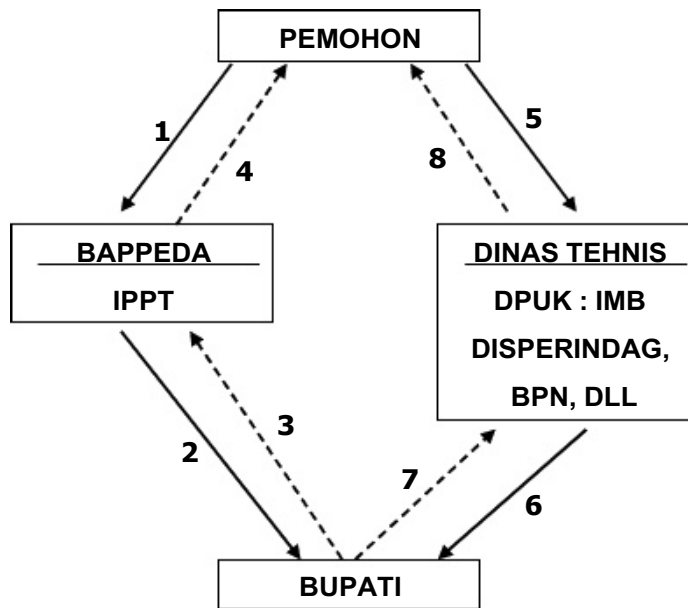 PEMOHON
1
4
8
5
BAPPEDA
IPPT
DINAS TEHNIS
DPUK : IMB
DISPERINDAG,
BPN, DLL
2
3
7
6
BUPATI